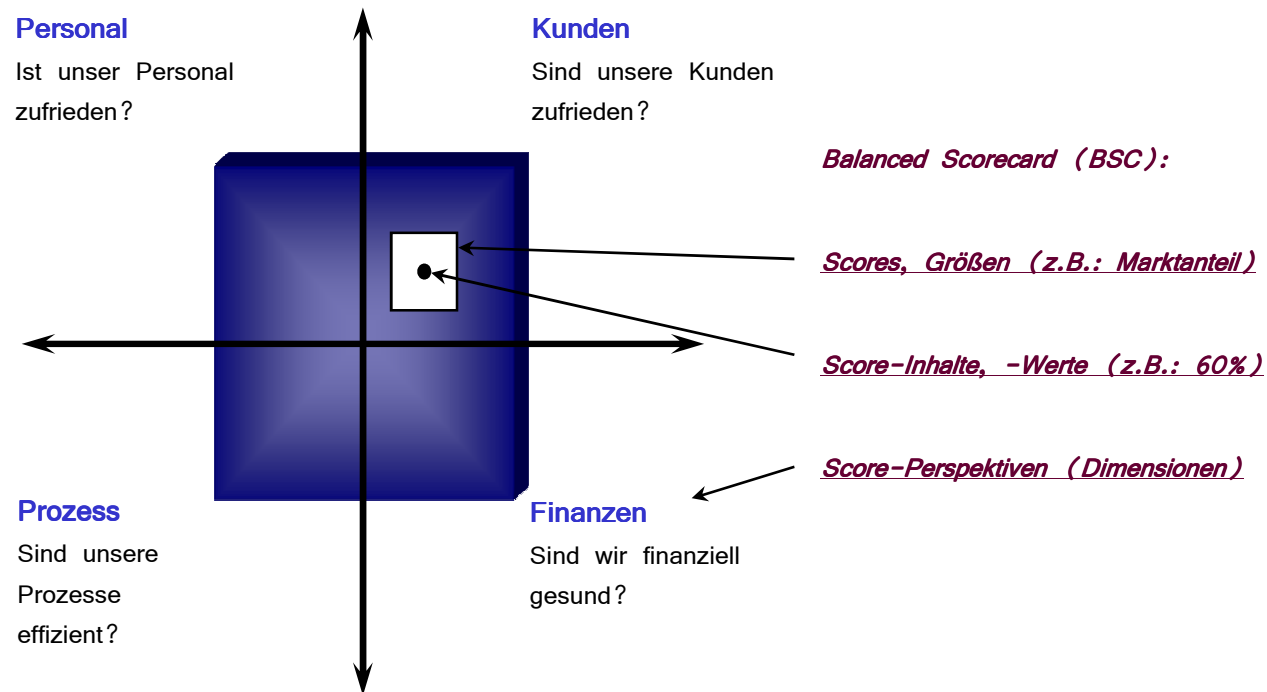 Personal
Ist unser Personal
zufrieden?
Kunden
Sind unsere Kunden
zufrieden?
Balanced Scorecard (BSC):
Scores, Größen (z.B.: Marktanteil)
Score-Inhalte, -Werte (z.B.: 60%)
Score-Perspektiven (Dimensionen)
Prozess
Sind unsere
Prozesse
effizient?
Finanzen
Sind wir finanziell
gesund?